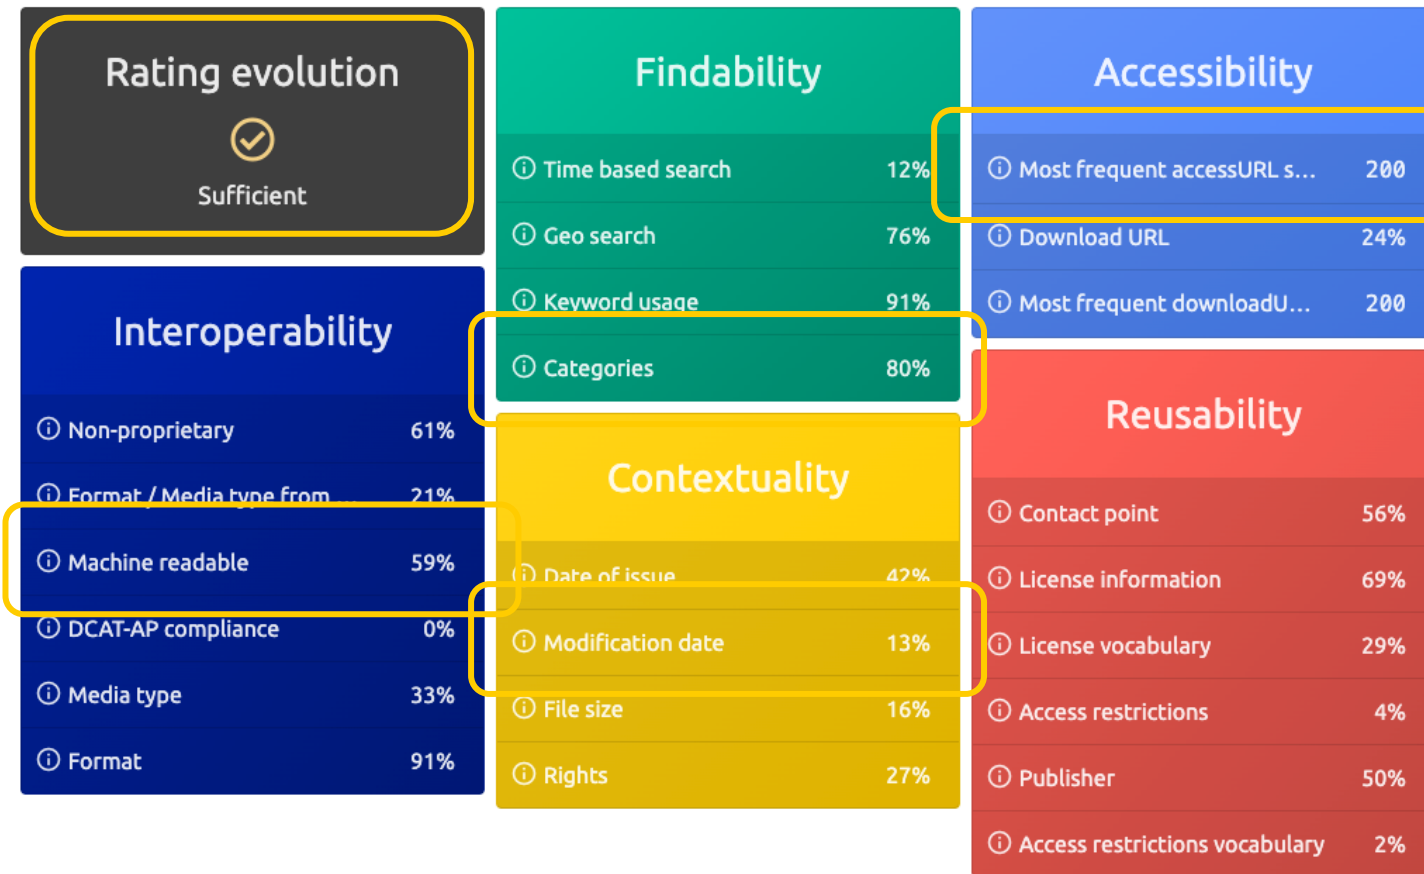 Rating evolution
Sufficient
Interoperability
Non-proprietary 61%
Format / Media type from ... 21%
Machine readable 59%
DCAT-AP compliance 0%
Media type 33%
Format 91%
Findability
Time based search 12%
Geo search 76%
Keyword usage 91%
Categories 80%
Contextuality
Date of issue 42%
Modification date 13%
File size 16%
Rights 27%
Accessibility
Most frequent accessURL s... 200
Download URL 24%
Most frequent downloadU... 200
Reusability
Contact point 56%
License information 69%
License vocabulary 29%
Access restrictions 4%
Publisher 50%
Access restrictions vocabulary 2%